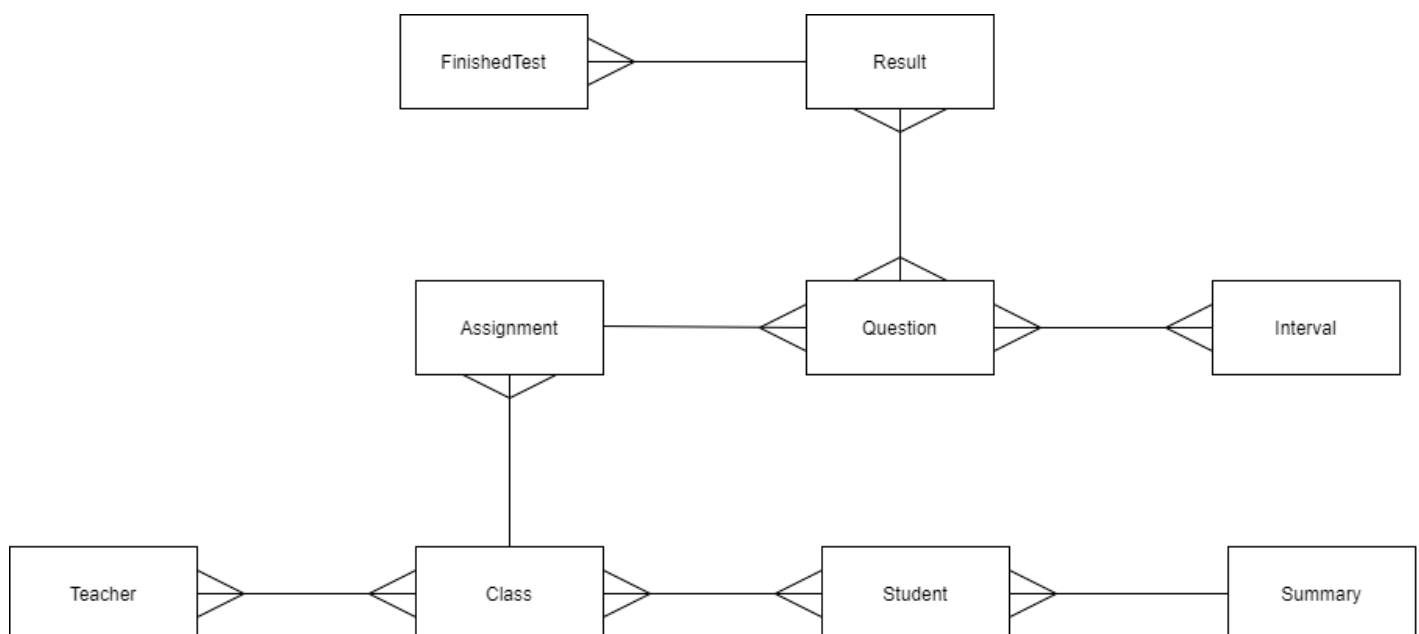 FinishedTest
Result
Assignment
Question
Interval
Teacher
Class
Student
Summary